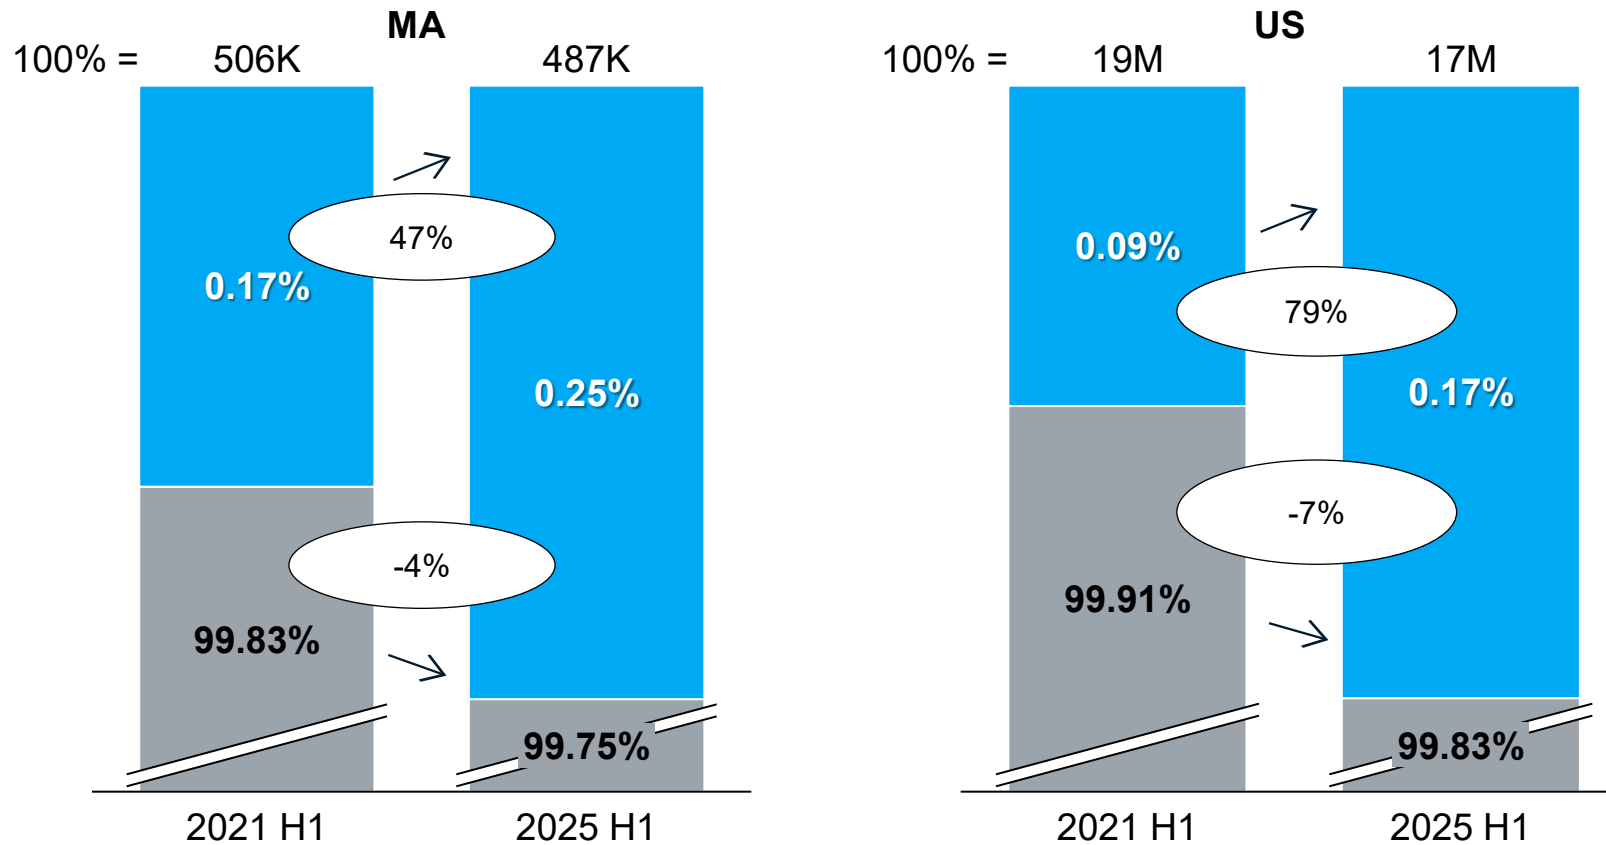 MA
100% = 506K 487K
47%
0.17%
0.25%
-4%
99.83%
99.75%
2021 H1 2025 H1
US
100% = 19M 17M
0.09%
79%
0.17%
-7%
99.91%
99.83%
2021 H1 2025 H1